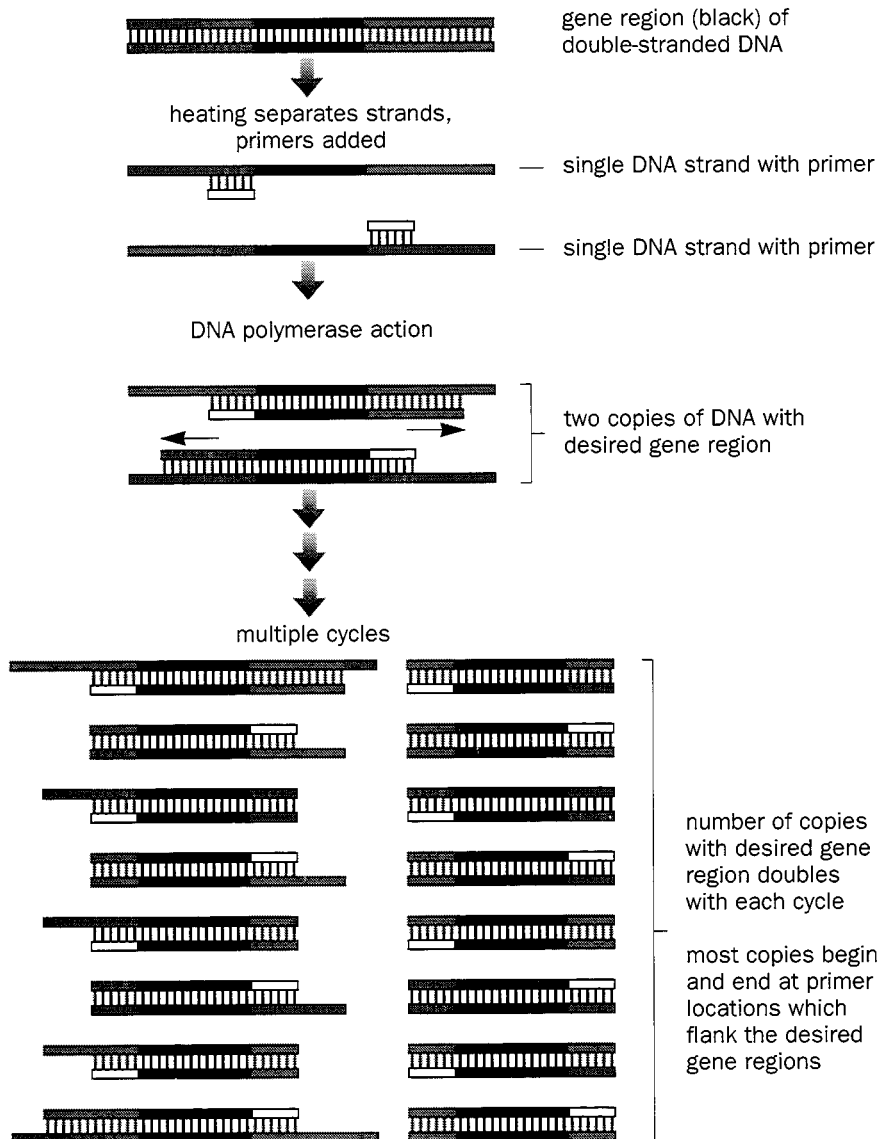 gene region (black) of
double-stranded DNA
heating separates strands,
primers added
single DNA strand with primer
single DNA strand with primer
DNA polymerase action
two copies of DNA with
desired gene region
multiple cycles
number of copies
with desired gene
region doubles
with each cycle
most copies begin
and end at primer
locations which
flank the desired
gene regions